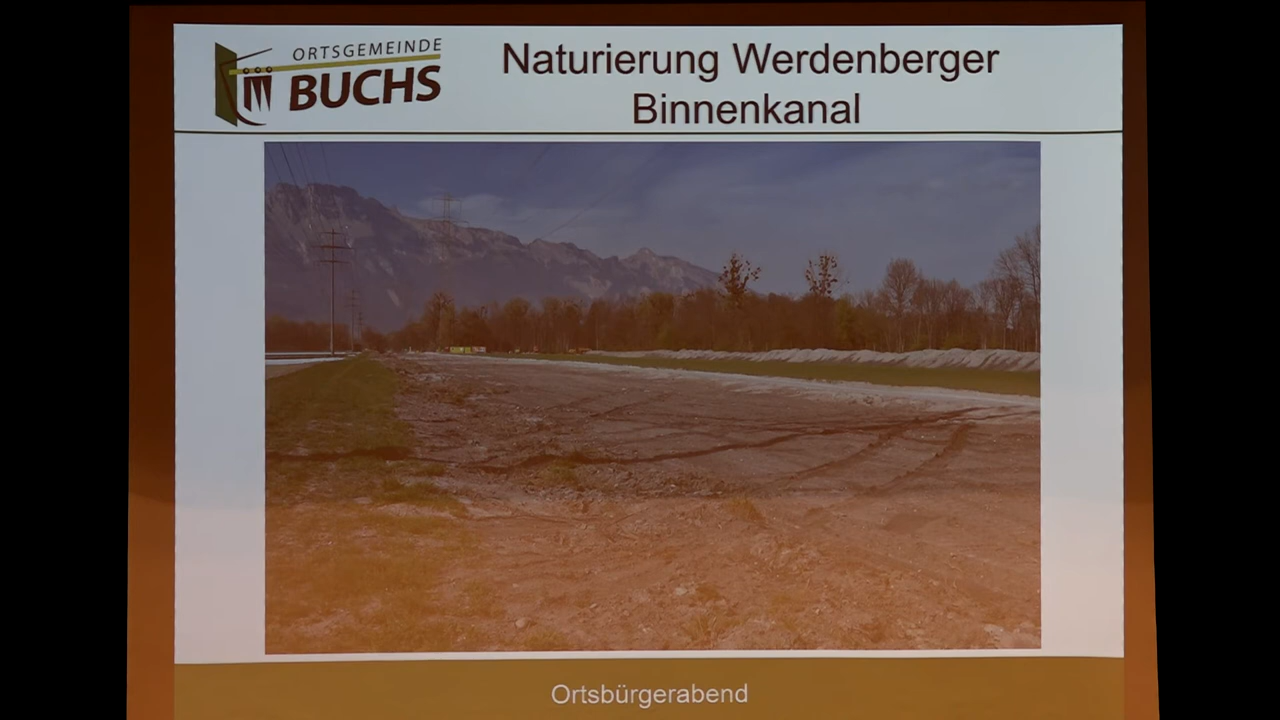 ORTSGEMEINDE
BUCHS
Naturierung Werdenberger
Binnenkanal
Ortsbürgerabend